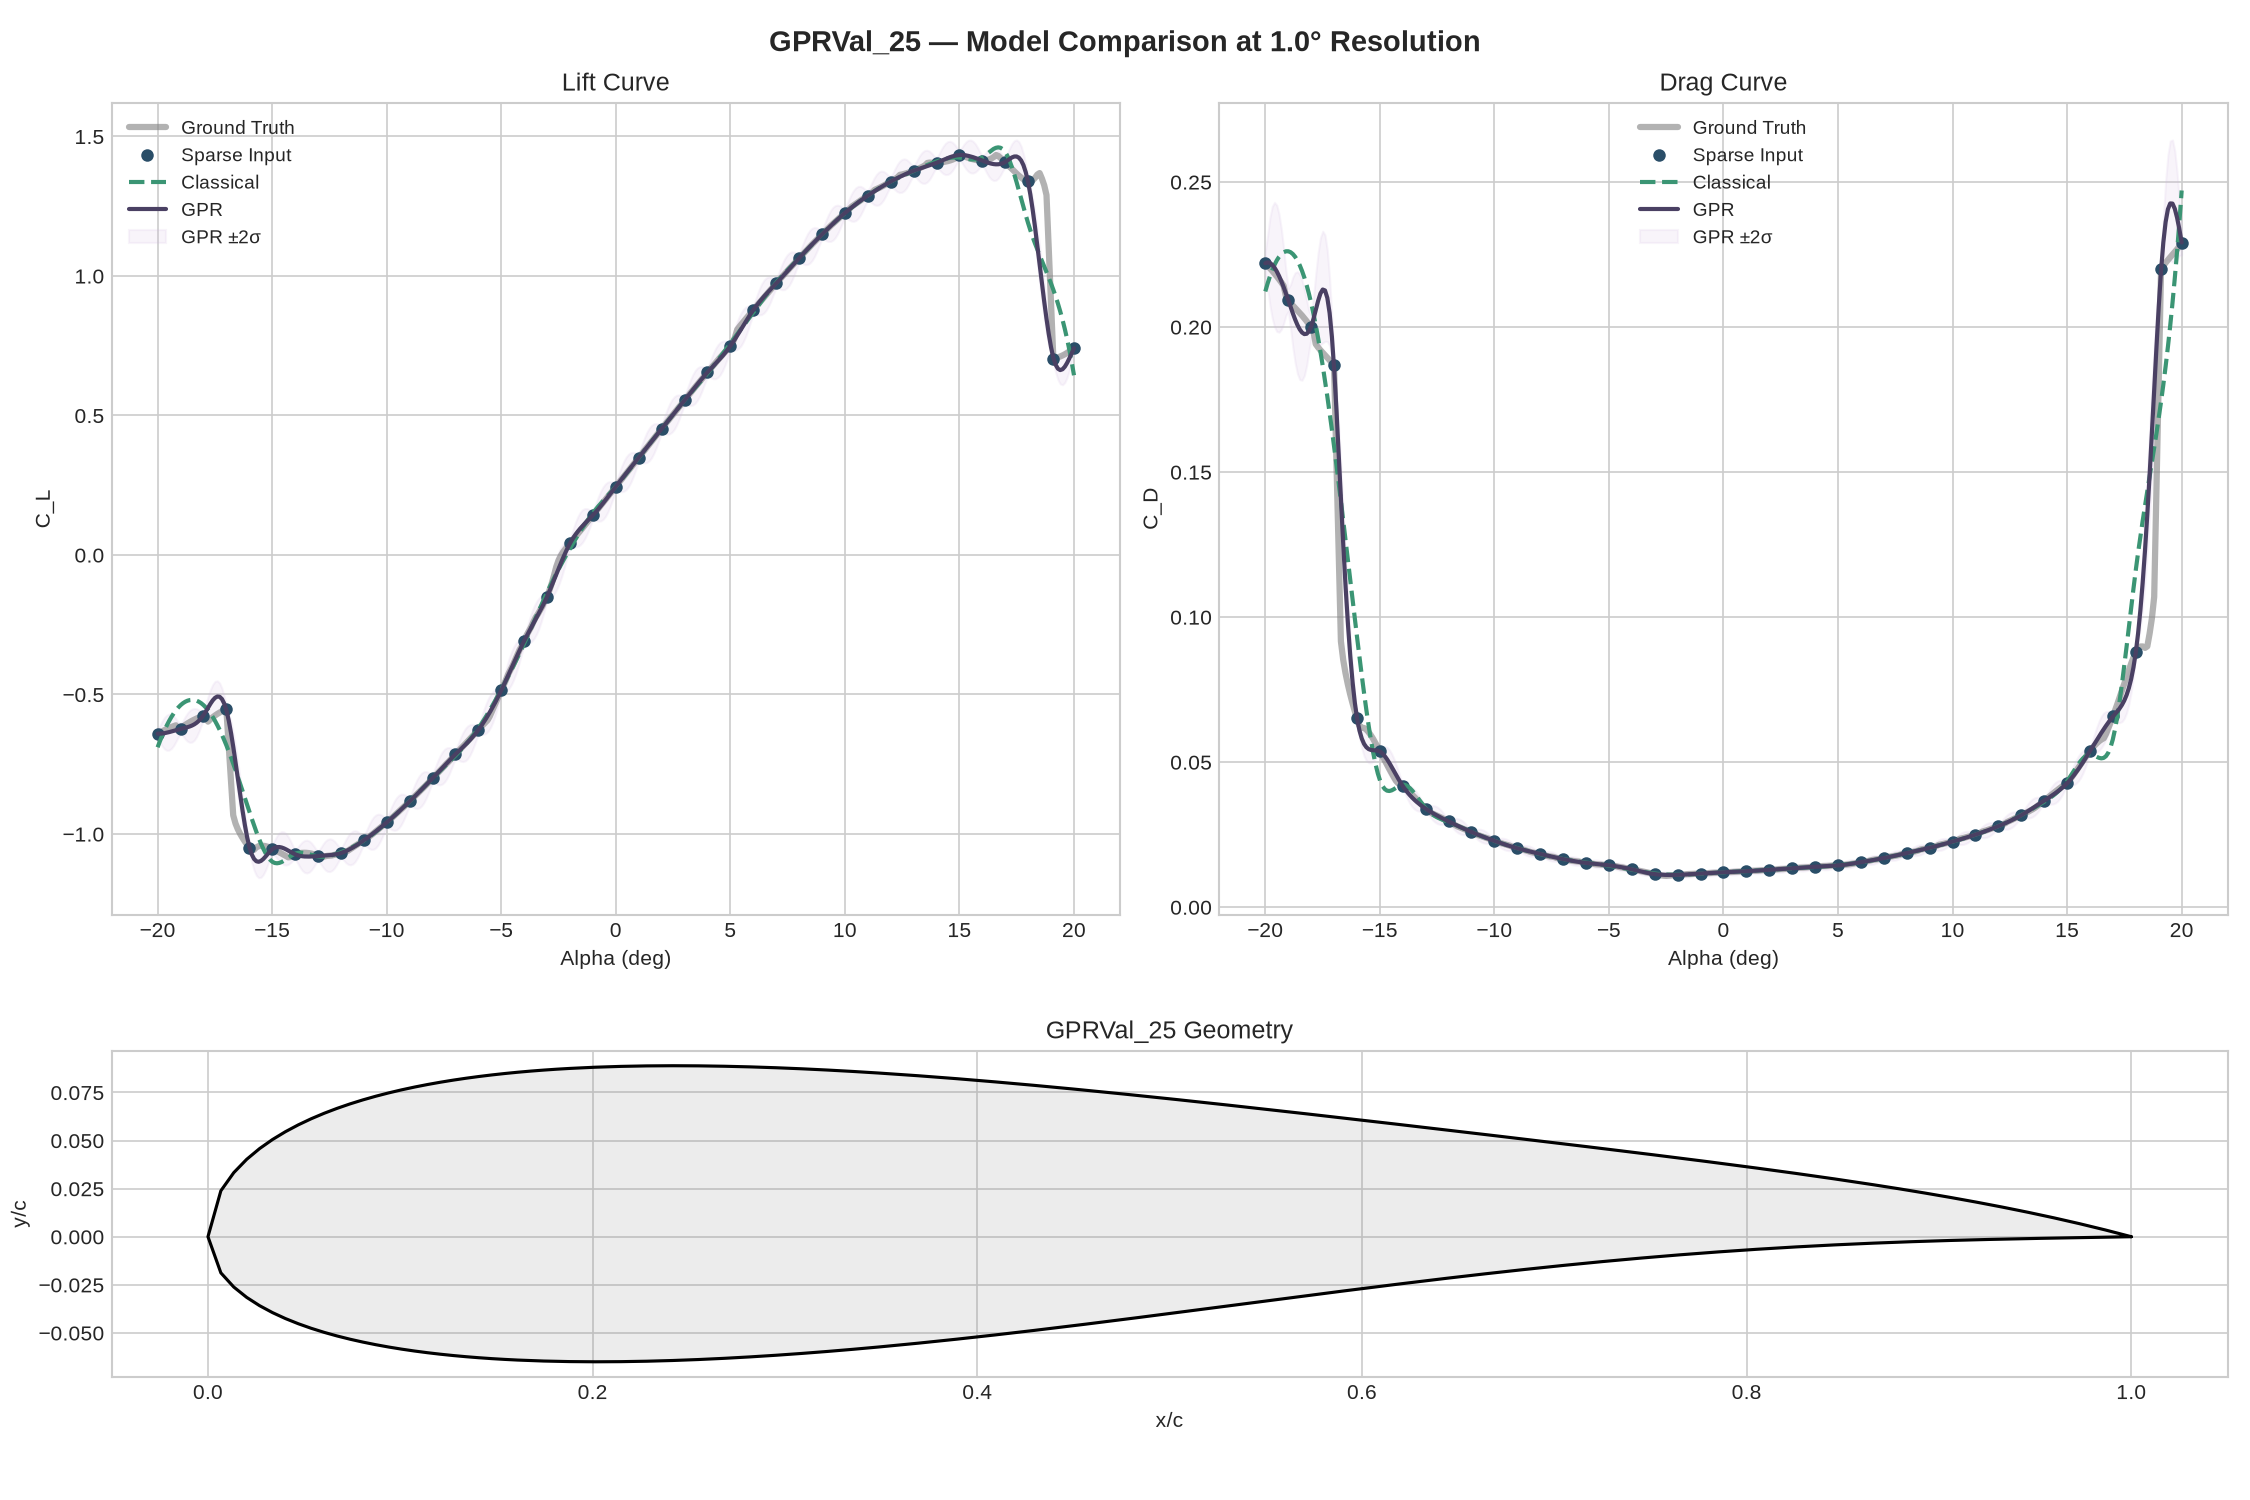 GPRVal_25 — Model Comparison at 1.0° Resolution
Lift Curve
Ground Truth
Sparse Input
Classical
GPR
GPR ±2σ
1.5
1.0
0.5
0.0
−0.5
−1.0
C_L
−20 −15 −10 −5 0 5 10 15 20
Alpha (deg)
Drag Curve
Ground Truth
Sparse Input
Classical
GPR
GPR ±2σ
0.25
0.20
0.15
0.10
0.05
0.00
C_D
−20 −15 −10 −5 0 5 10 15 20
Alpha (deg)
GPRVal_25 Geometry
0.075
0.050
0.025
0.000
−0.025
−0.050
y/c
0.0 0.2 0.4 0.6 0.8 1.0
x/c